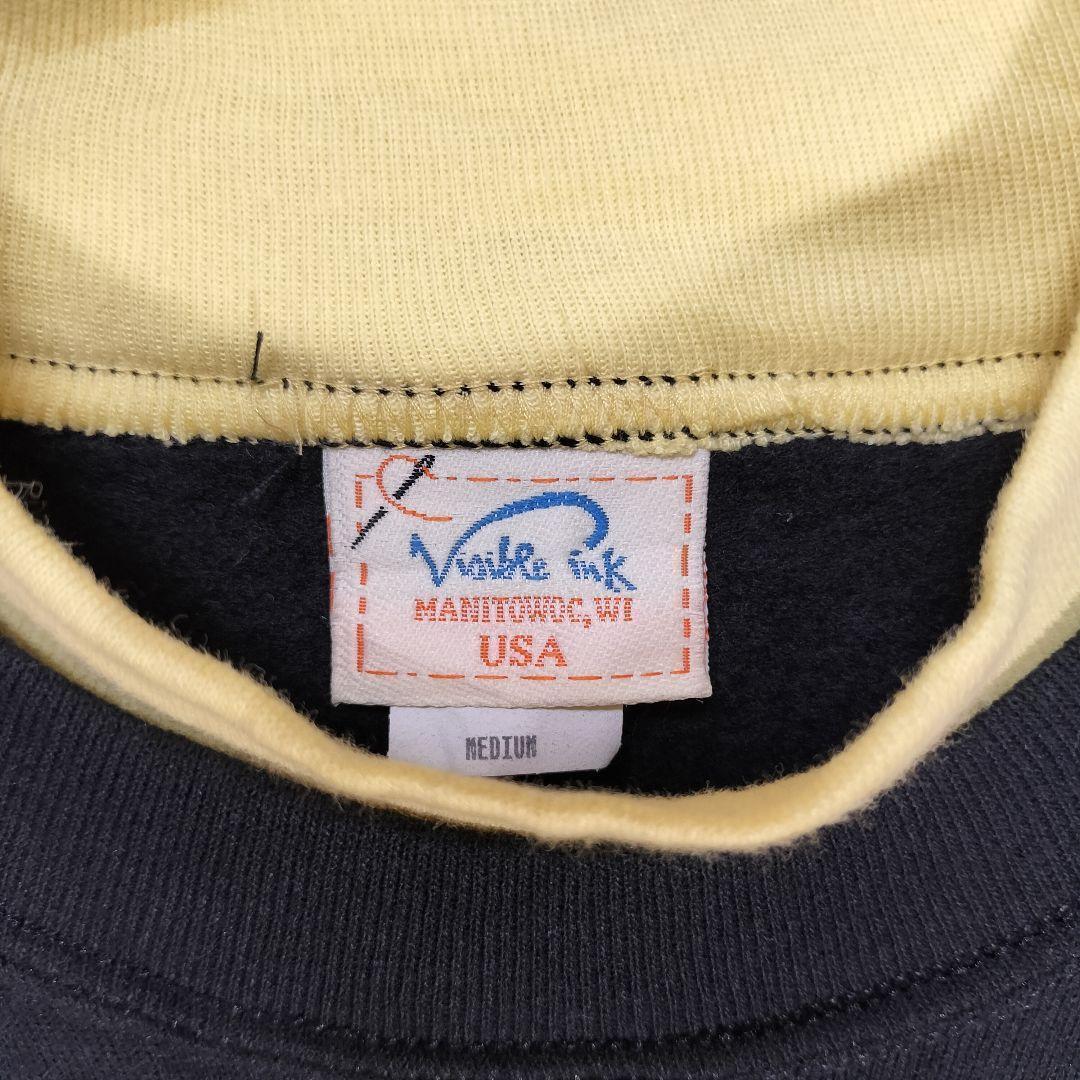 Visible ink
MANITOWOC, WI
USA
MEDIUM